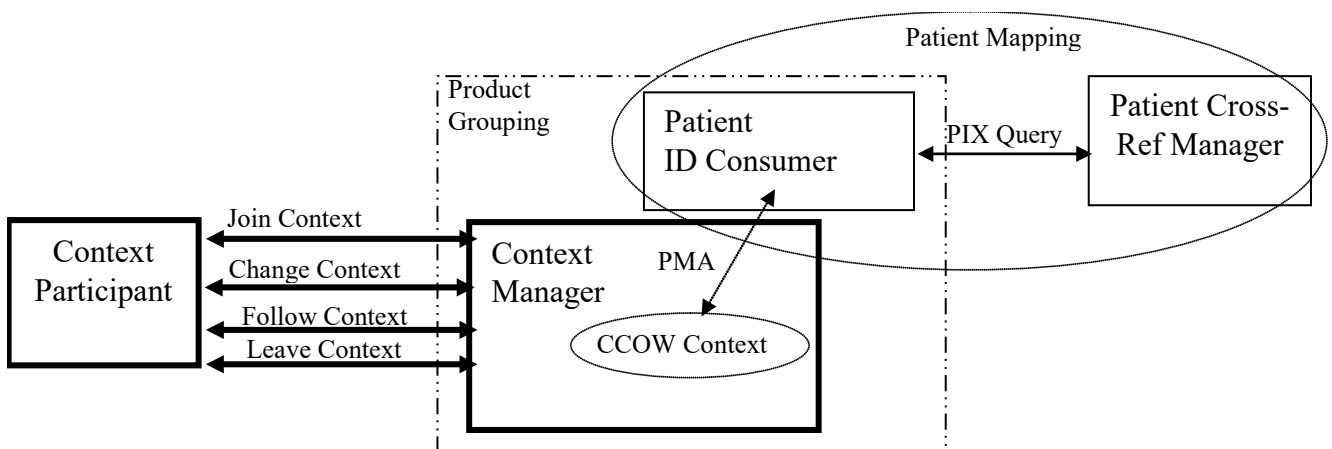 Patient Mapping
Product
Grouping
Patient
ID Consumer
PIX Query
Patient Cross-
Ref Manager
Join Context
Context
Participant
Change Context
Follow Context
Leave Context
Context
Manager
PMA
CCOW Context